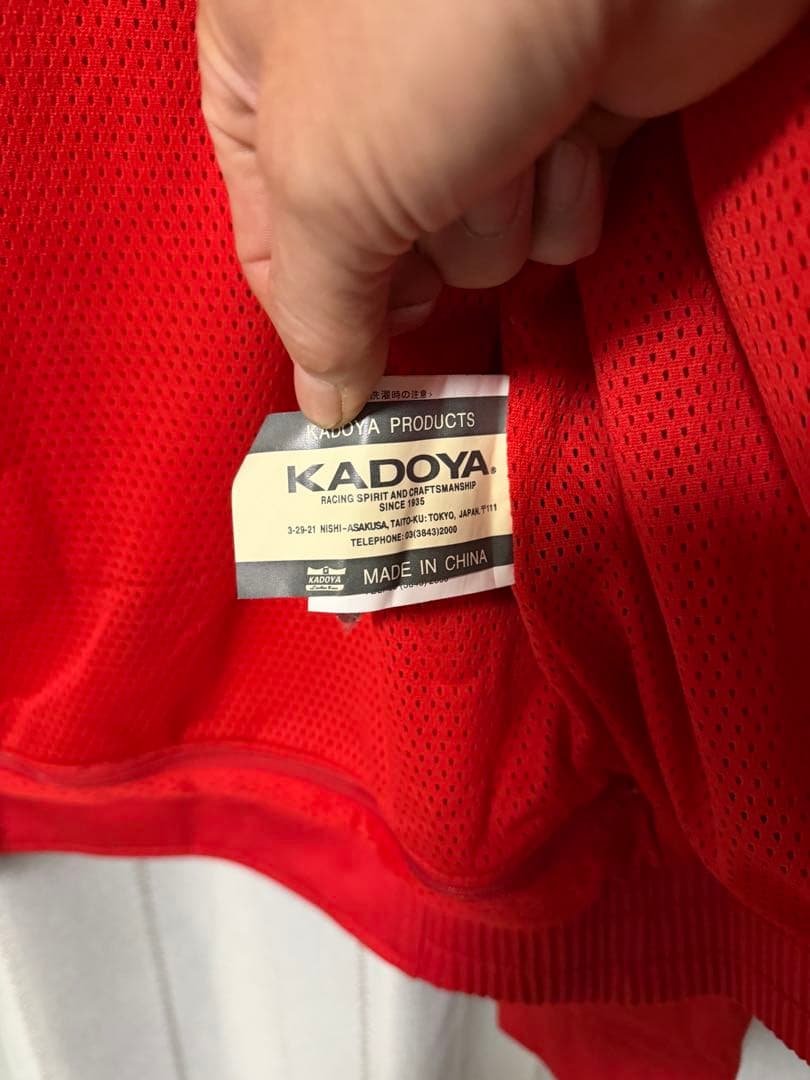 洗濯時の注意>
KADOYA PRODUCTS
KADOYA®
RACING SPIRIT AND CRAFTSMANSHIP
SINCE 1935
3-29-21 NISHI-ASAKUSA, TAITO-KU: TOKYO, JAPAN.〒111
TELEPHONE: 03(3843)2000
KADOYA
MADE IN CHINA